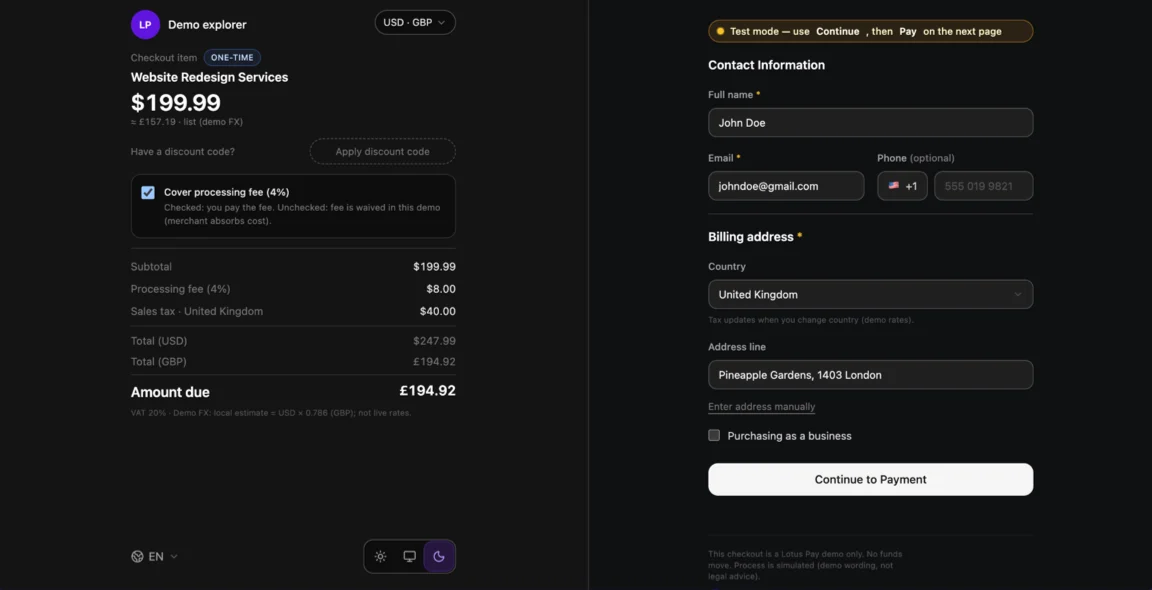 LP Demo explorer
USD · GBP
Checkout item ONE-TIME
Website Redesign Services
$199.99
≈ £157.19 · list (demo FX)
Have a discount code?
Apply discount code
Cover processing fee (4%)
Checked: you pay the fee. Unchecked: fee is waived in this demo
(merchant absorbs cost).
Subtotal $199.99
Processing fee (4%) $8.00
Sales tax · United Kingdom $40.00
Total (USD) $247.99
Total (GBP) £194.92
Amount due £194.92
VAT 20% · Demo FX: local estimate = USD × 0.786 (GBP); not live rates.
EN
Test mode — use Continue , then Pay on the next page
Contact Information
Full name *
John Doe
Email *
johndoe@gmail.com
Phone (optional)
+1
555 019 9821
Billing address *
Country
United Kingdom
Tax updates when you change country (demo rates).
Address line
Pineapple Gardens, 1403 London
Enter address manually
Purchasing as a business
Continue to Payment
This checkout is a Lotus Pay demo only. No funds
move. Process is simulated (demo wording, not
legal advice).